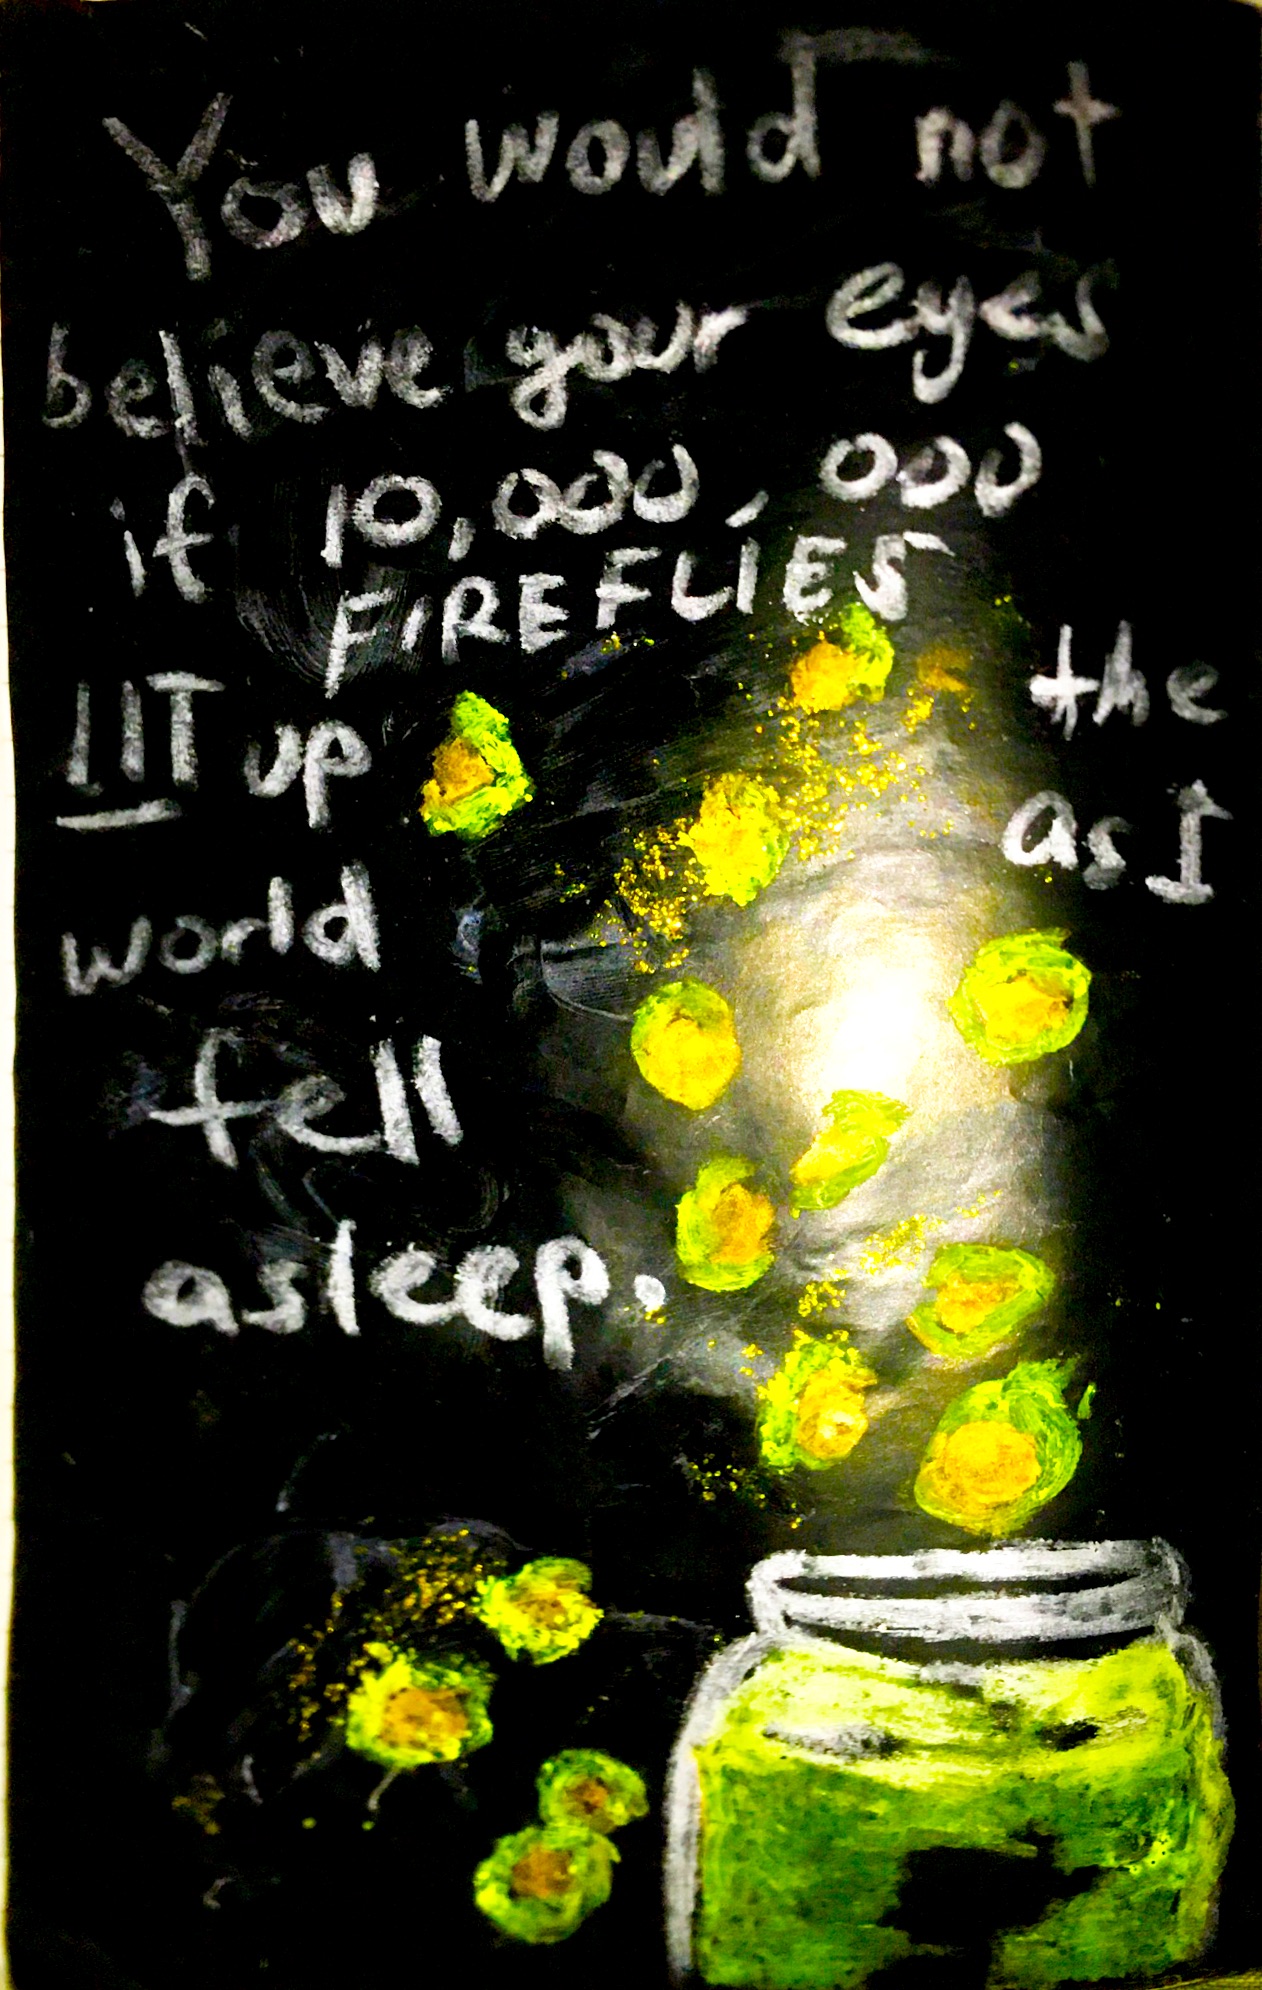 You would not
believe your eyes
if 10,000,000
FIREFLIES
LIT up the
world as I
fell
asleep.